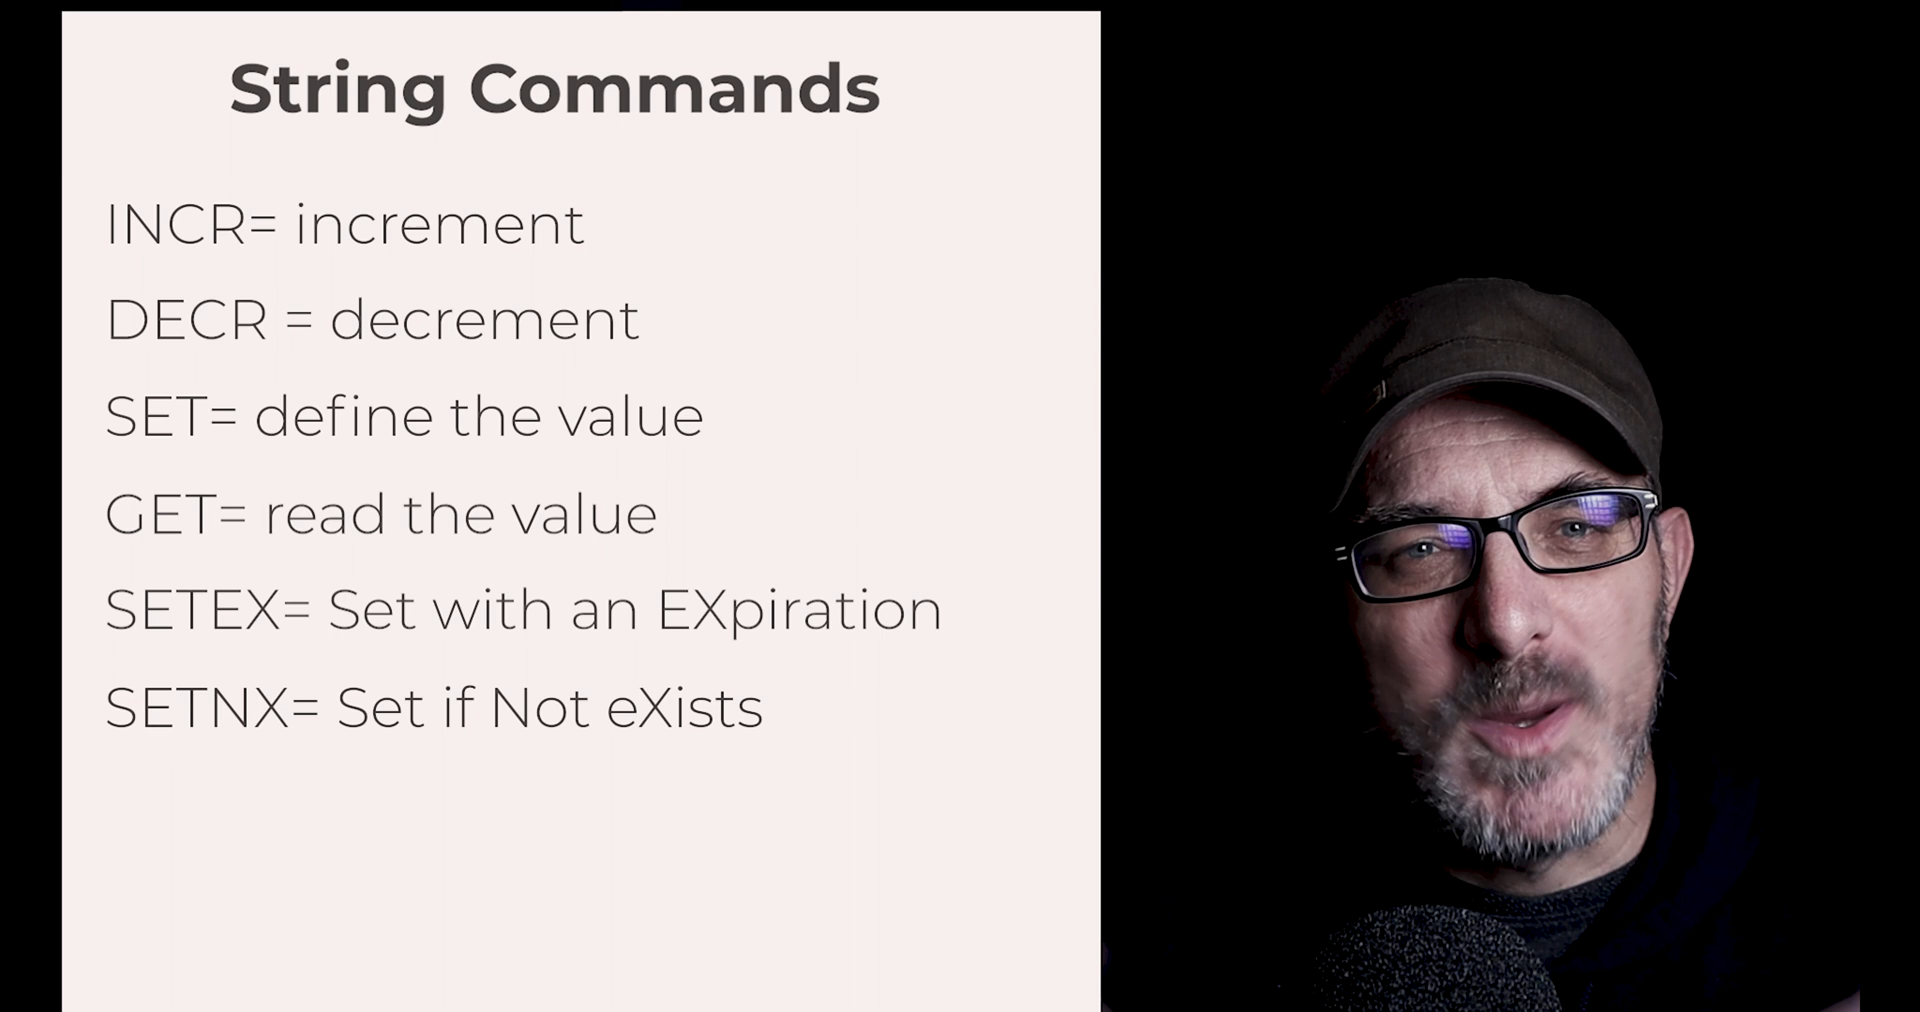 String Commands
INCR= increment
DECR = decrement
SET= define the value
GET= read the value
SETEX= Set with an EXpiration
SETNX= Set if Not eXists